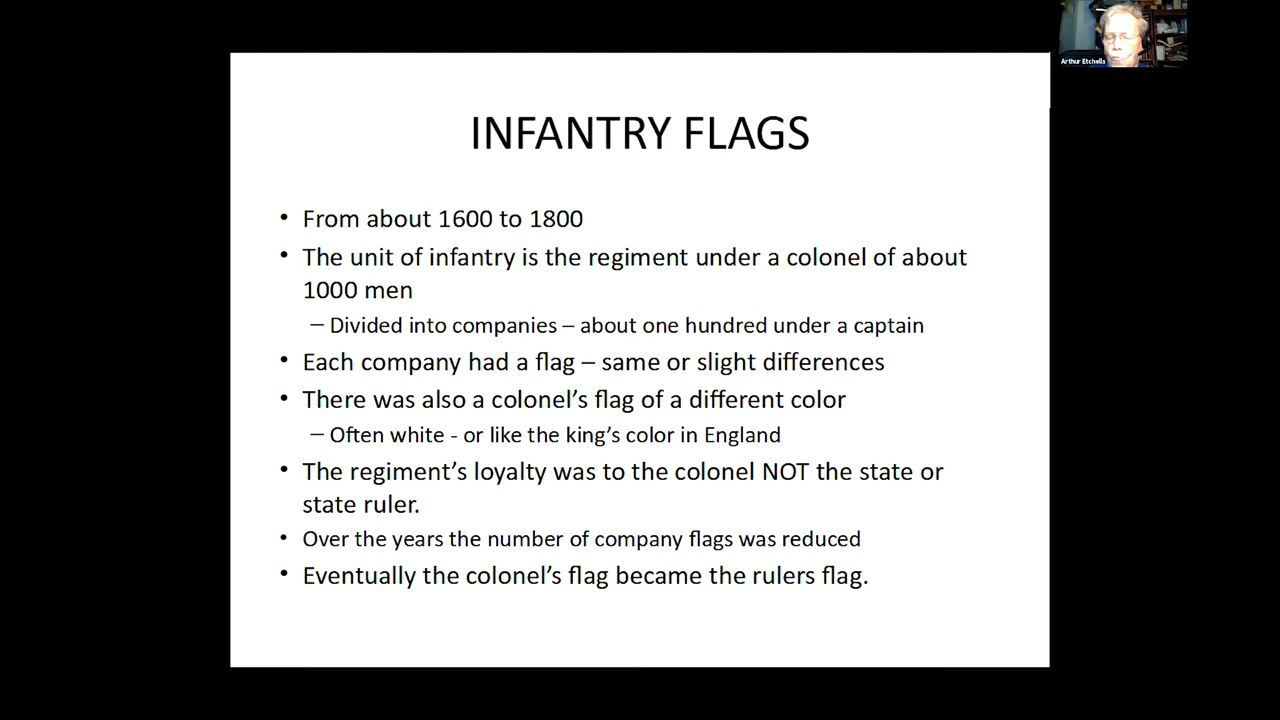 Arthur Etchells
INFANTRY FLAGS
• From about 1600 to 1800
• The unit of infantry is the regiment under a colonel of about
1000 men
– Divided into companies – about one hundred under a captain
• Each company had a flag – same or slight differences
• There was also a colonel’s flag of a different color
– Often white - or like the king’s color in England
• The regiment’s loyalty was to the colonel NOT the state or
state ruler.
• Over the years the number of company flags was reduced
• Eventually the colonel’s flag became the rulers flag.